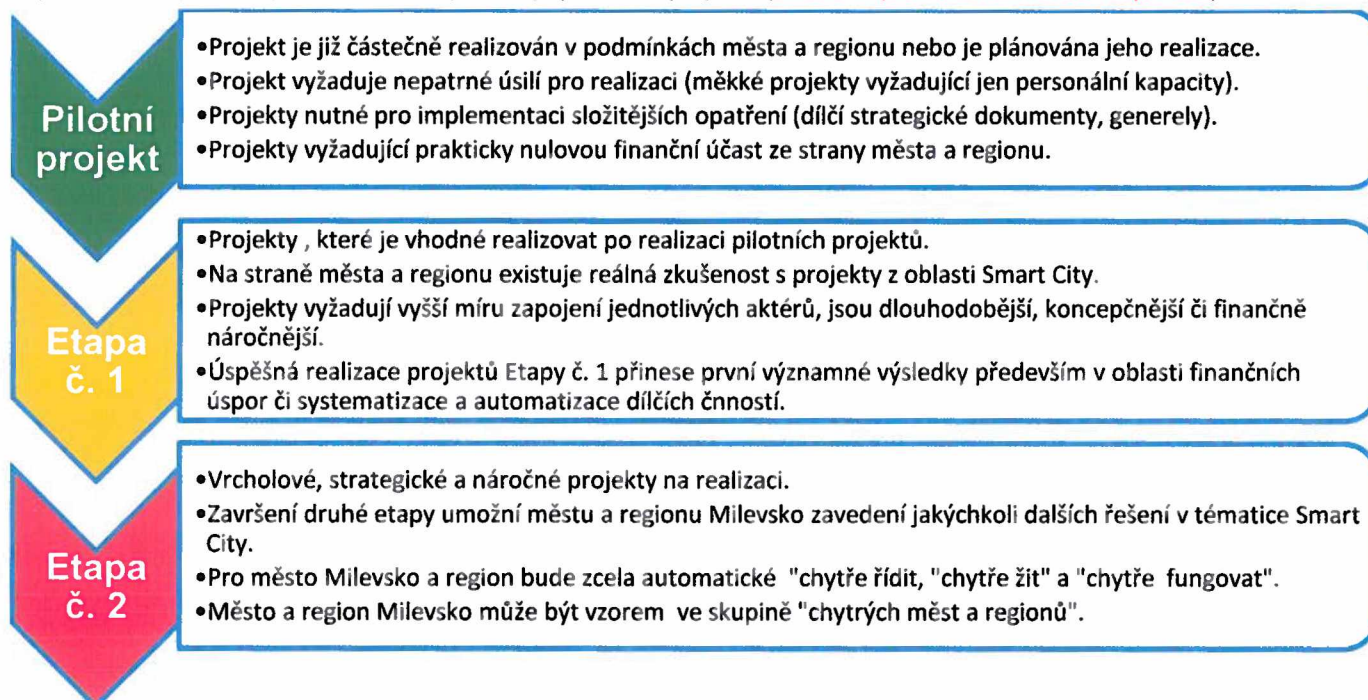 Pilotní
projekt
•Projekt je již částečně realizován v podmínkách města a regionu nebo je plánována jeho realizace.
•Projekt vyžaduje nepatrné úsilí pro realizaci (měkké projekty vyžadující jen personální kapacity).
•Projekty nutné pro implementaci složitějších opatření (dílčí strategické dokumenty, generely).
•Projekty vyžadující prakticky nulovou finanční účast ze strany města a regionu.
Etapa
č. 1
•Projekty , které je vhodné realizovat po realizaci pilotních projektů.
•Na straně města a regionu existuje reálná zkušenost s projekty z oblasti Smart City.
•Projekty vyžadují vyšší míru zapojení jednotlivých aktérů, jsou dlouhodobější, koncepčnější či finančně
náročnější.
•Úspěšná realizace projektů Etapy č. 1 přinese první významné výsledky především v oblasti finančních
úspor či systematizace a automatizace dílčích čnností.
Etapa
č. 2
•Vrcholové, strategické a náročné projekty na realizaci.
•Završení druhé etapy umožní městu a regionu Milevsko zavedení jakýchkoli dalších řešení v tématice Smart
City.
•Pro město Milevsko a region bude zcela automatické "chytře řídit, "chytře žit" a "chytře fungovat".
•Město a region Milevsko může být vzorem ve skupině "chytrých měst a regionů".